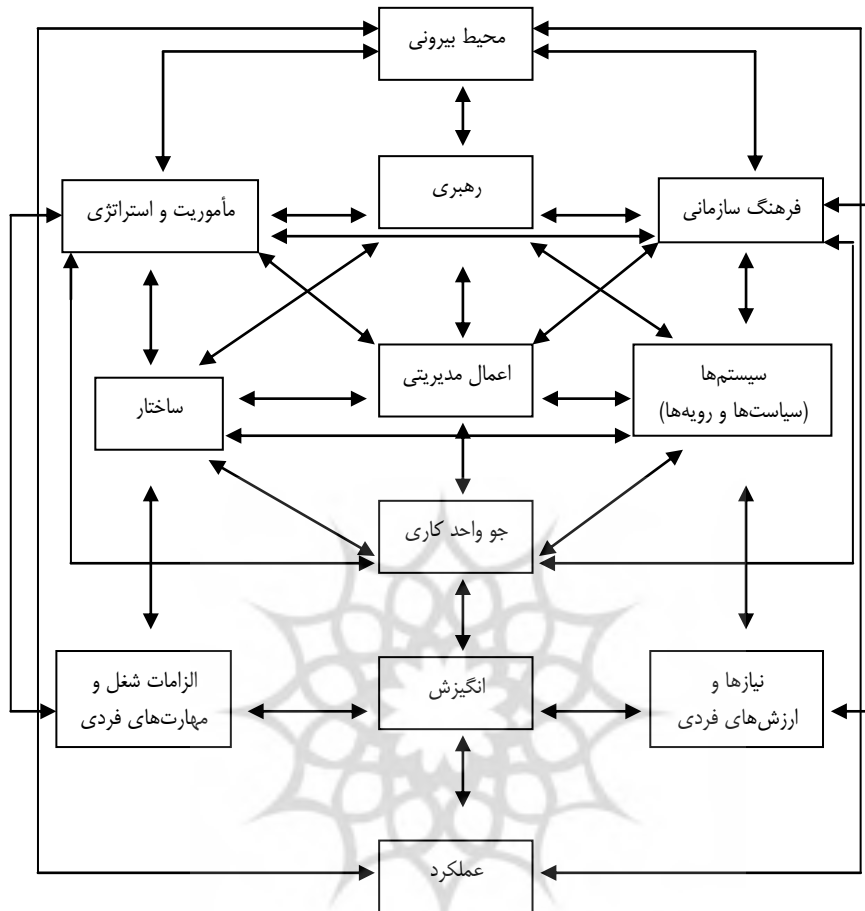 محیط بیرونی
رهبری
فرهنگ سازمانی
مأموریت و استراتژی
اعمال مدیریتی
سیستم‌ها
(سیاست‌ها و رویه‌ها)
ساختار
جو واحد کاری
نیازها و
ارزش‌های فردی
انگیزش
الزامات شغل و
مهارت‌های فردی
عملکرد